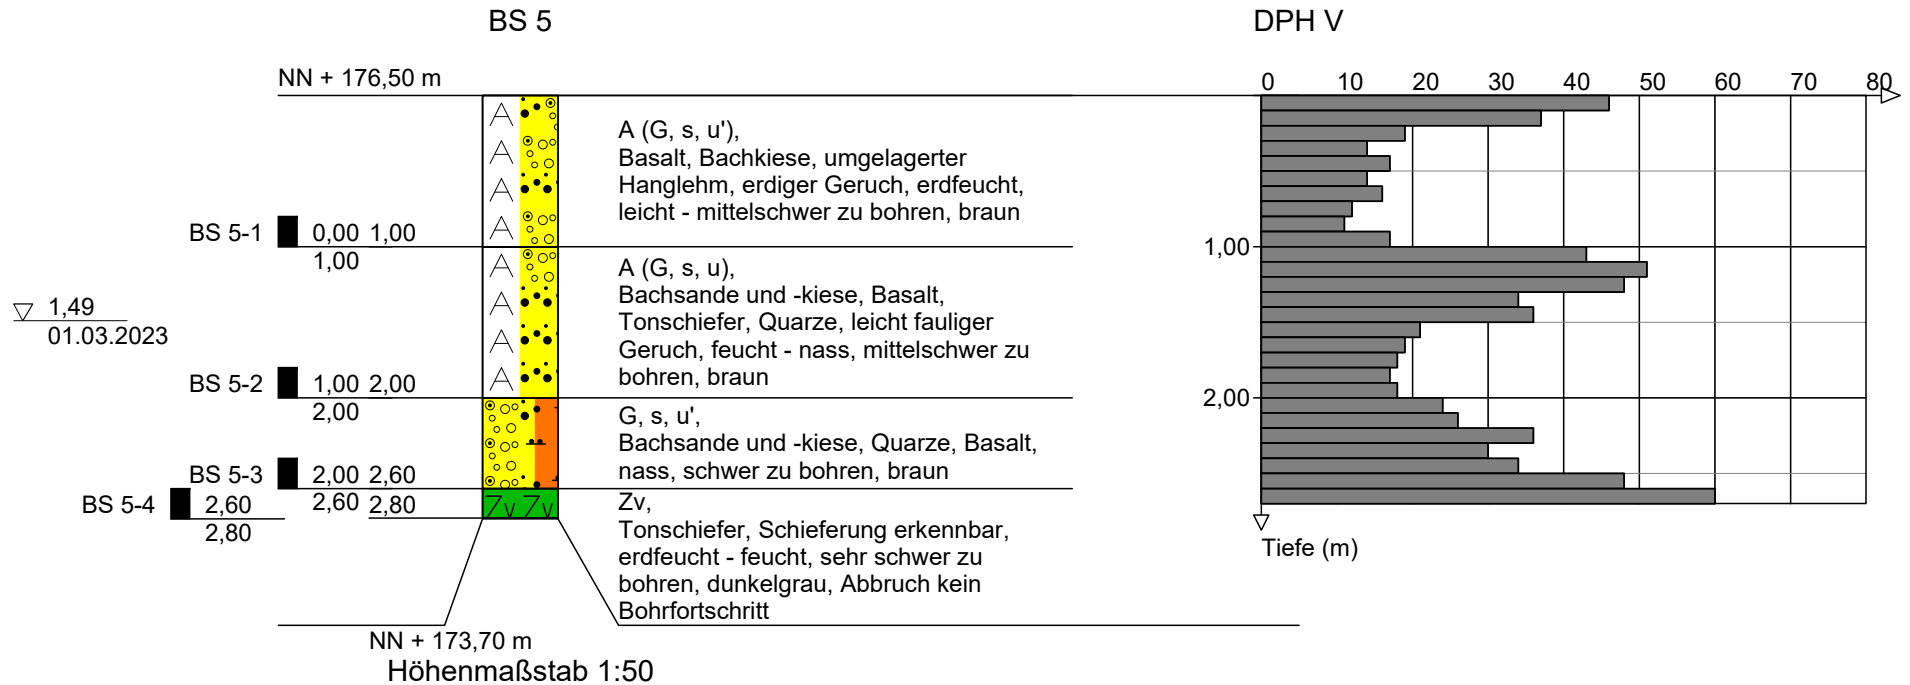 BS 5
DPH V
NN + 176,50 m
0 10 20 30 40 50 60 70 80
A (G, s, u'),
Basalt, Bachkiese, umgelagerter
Hanglehm, erdiger Geruch, erdfeucht,
leicht - mittelschwer zu bohren, braun
BS 5-1 0,00 1,00
1,00
1,00
A (G, s, u),
Bachsande und -kiese, Basalt,
Tonschiefer, Quarze, leicht fauliger
Geruch, feucht - nass, mittelschwer zu
bohren, braun
1,49
01.03.2023
BS 5-2 1,00 2,00
2,00
2,00
G, s, u',
Bachsande und -kiese, Quarze, Basalt,
nass, schwer zu bohren, braun
BS 5-3 2,00 2,60
2,60 2,80
BS 5-4 2,60
2,80
Zv,
Tonschiefer, Schieferung erkennbar,
erdfeucht - feucht, sehr schwer zu
bohren, dunkelgrau, Abbruch kein
Bohrfortschritt
A
A
A
A
A
A
A
A
Zv Zv
Tiefe (m)
NN + 173,70 m
Höhenmaßstab 1:50